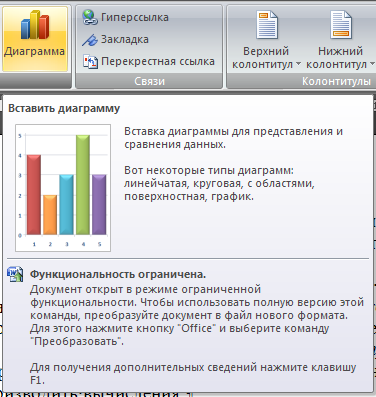 Диаграмма
Гиперссылка
Закладка
Перекрестная ссылка
Связи
Верхний
колонтитул
Нижний
колонтитул
Колонтитулы
Вставить диаграмму
5
4
3
2
1
0
1 2 3 4 5
Вставка диаграммы для представления и
сравнения данных.
Вот некоторые типы диаграмм:
линейчатая, круговая, с областями,
поверхностная, график.
Функциональность ограничена.
Документ открыт в режиме ограниченной
функциональности. Чтобы использовать полную версию этой
команды, преобразуйте документ в файл нового формата.
Для этого нажмите кнопку "Office" и выберите команду
"Преобразовать".
Для получения дополнительных сведений нажмите клавишу
F1.
вычисления.¶